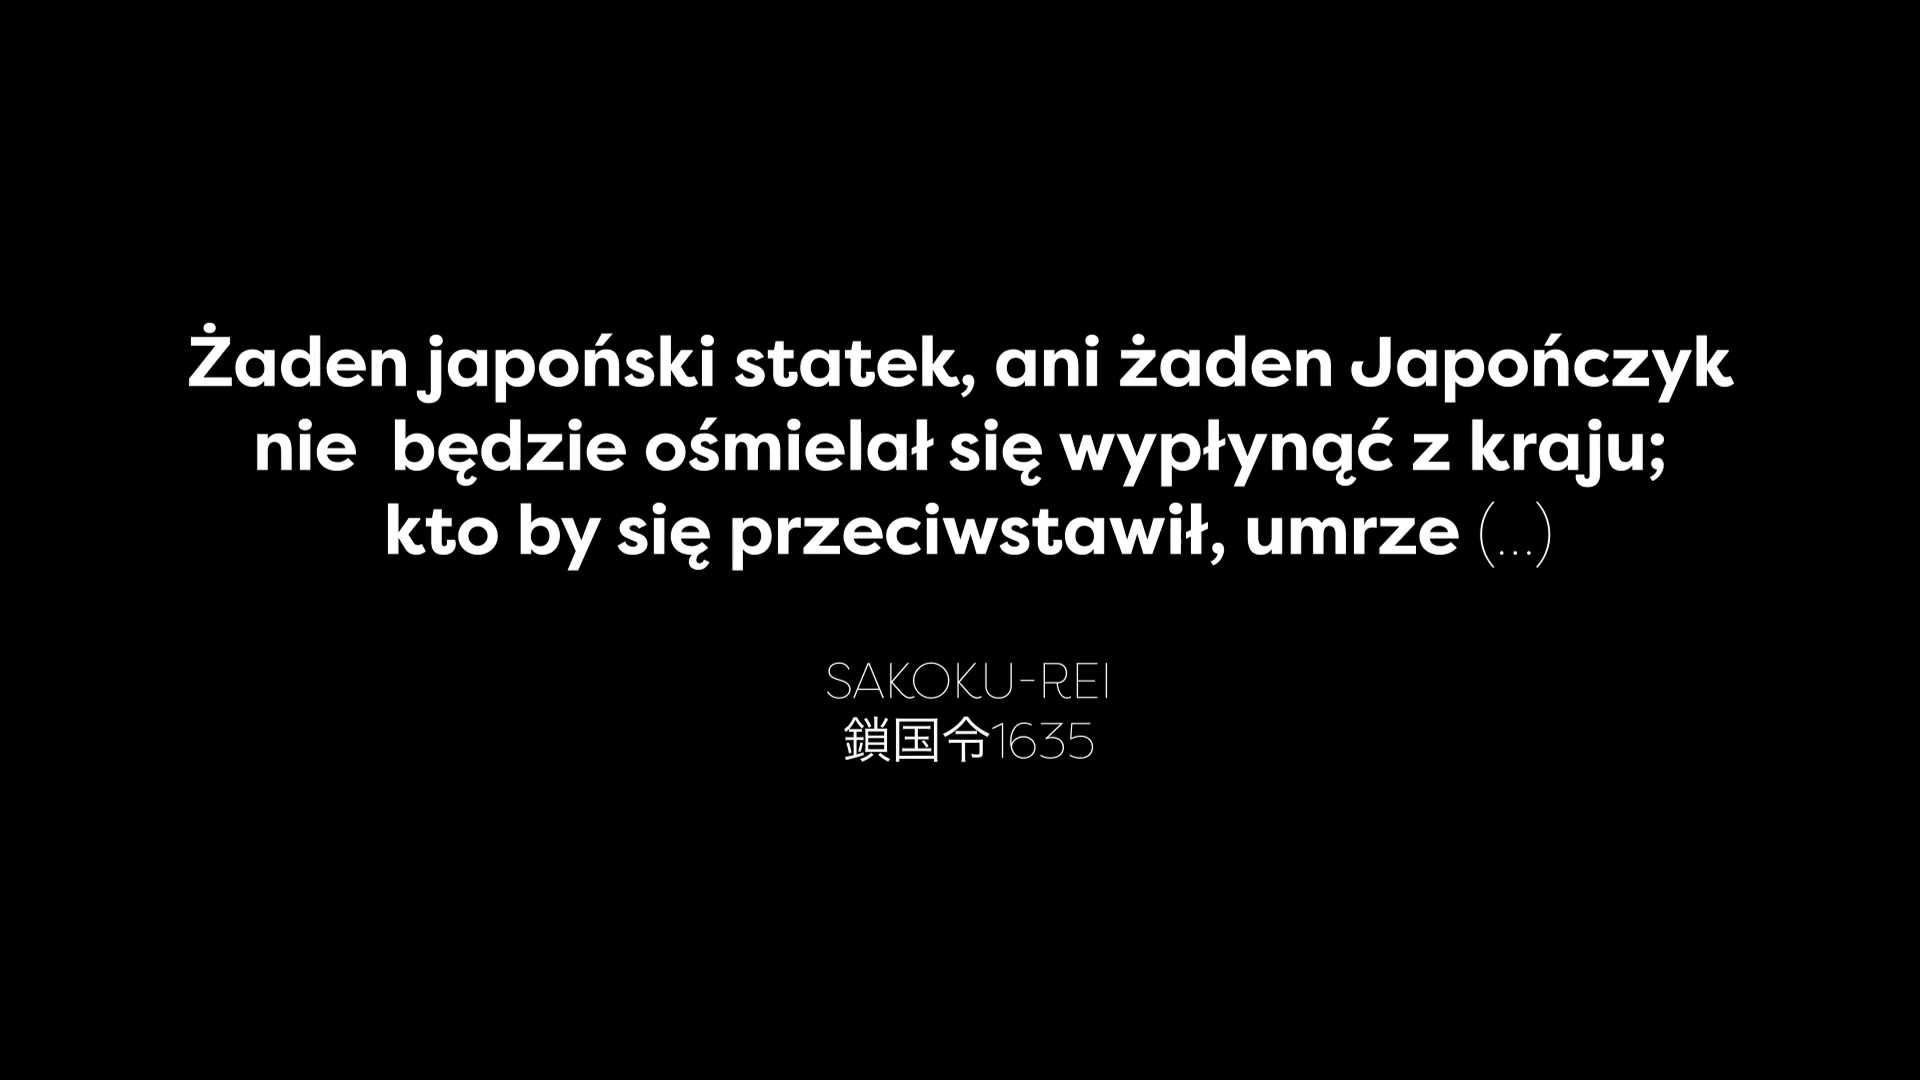 Żaden japoński statek, ani żaden Japończyk
nie  będzie ośmielał się wypłynąć z kraju;
kto by się przeciwstawił, umrze (...)
SAKOKU-REI
鎖国令1635